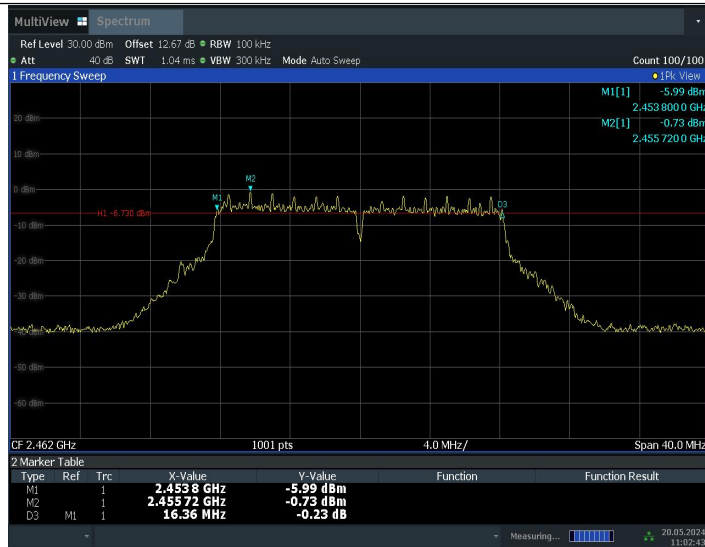 MultiView Spectrum
Ref Level 30.00 dBm Offset 12.67 dB RBW 100 kHz
Att 40 dB SWT 1.04 ms VBW 300 kHz Mode Auto Sweep Count 100/100
1 Frequency Sweep 1Pk View
M1[1] -5.99 dBm
2.453 800 0 GHz
M2[1] -0.73 dBm
2.455 720 0 GHz
20 dBm
10 dBm
M2
0 dBm
M1
D3
H1 -6.730 dBm
-10 dBm
-20 dBm
-30 dBm
-40 dBm
-50 dBm
-60 dBm
CF 2.462 GHz 1001 pts 4.0 MHz/ Span 40.0 MHz
2 Marker Table
Type Ref Trc X-Value Y-Value Function Function Result
M1 1 2.453 8 GHz -5.99 dBm
M2 1 2.455 72 GHz -0.73 dBm
D3 M1 1 16.36 MHz -0.23 dB
Measuring... 20.05.2024
11:02:43